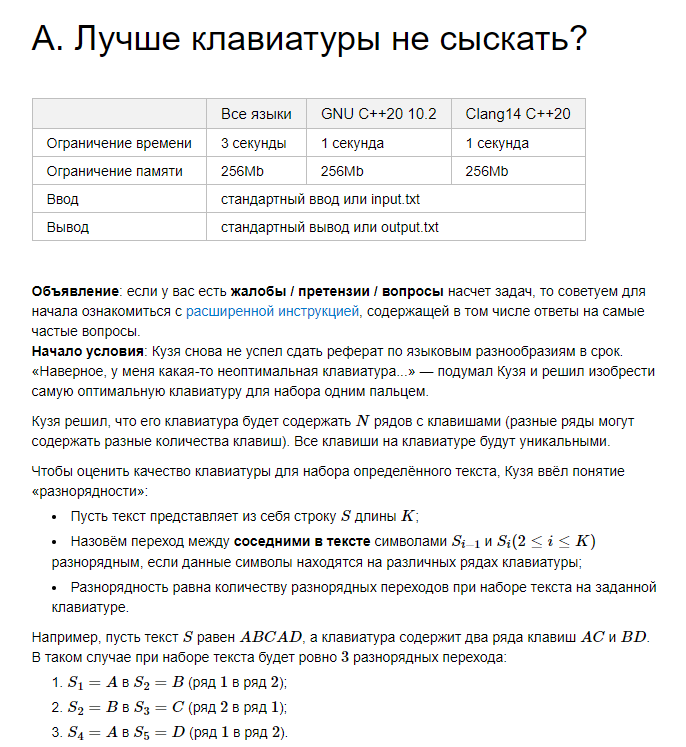 А. Лучше клавиатуры не сыскать?
Все языки GNU C++20 10.2 Clang14 C++20
Ограничение времени 3 секунды 1 секунда 1 секунда
Ограничение памяти 256Mb 256Mb 256Mb
Ввод стандартный ввод или input.txt
Вывод стандартный вывод или output.txt
Объявление: если у вас есть жалобы / претензии / вопросы насчет задач, то советуем для
начала ознакомиться с расширенной инструкцией, содержащей в том числе ответы на самые
частые вопросы.
Начало условия: Кузя снова не успел сдать реферат по языковым разнообразиям в срок.
«Наверное, у меня какая-то неоптимальная клавиатура...» — подумал Кузя и решил изобрести
самую оптимальную клавиатуру для набора одним пальцем.
Кузя решил, что его клавиатура будет содержать N рядов с клавишами (разные ряды могут
содержать разные количества клавиш). Все клавиши на клавиатуре будут уникальными.
Чтобы оценить качество клавиатуры для набора определённого текста, Кузя ввёл понятие
«разнорядности»:
• Пусть текст представляет из себя строку S длины K;
• Назовём переход между соседними в тексте символами S_{i−1} и S_i(2 ≤ i ≤ K)
разнорядным, если данные символы находятся на различных рядах клавиатуры;
• Разнорядность равна количеству разнорядных переходов при наборе текста на заданной
клавиатуре.
Например, пусть текст S равен ABCAD, а клавиатура содержит два ряда клавиш AC и BD.
В таком случае при наборе текста будет ровно 3 разнорядных перехода:
1. S_1 = A в S_2 = B (ряд 1 в ряд 2);
2. S_2 = B в S_3 = C (ряд 2 в ряд 1);
3. S_4 = A в S_5 = D (ряд 1 в ряд 2).